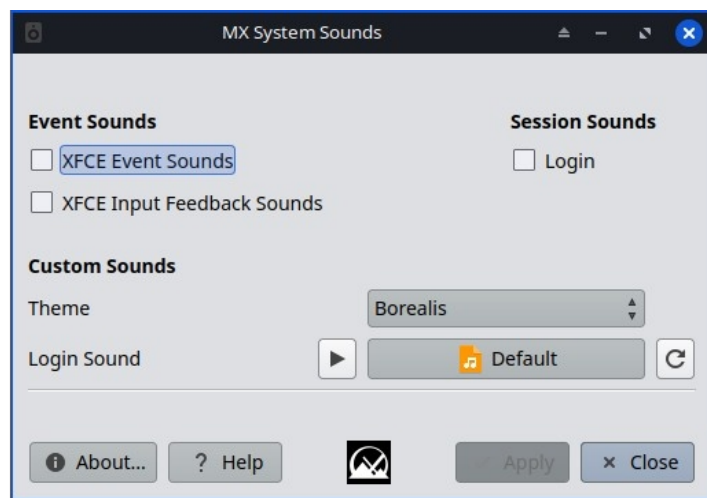 MX System Sounds
Event Sounds
Session Sounds
XFCE Event Sounds
Login
XFCE Input Feedback Sounds
Custom Sounds
Theme
Borealis
Login Sound
Default
About...
? Help
Apply
Close